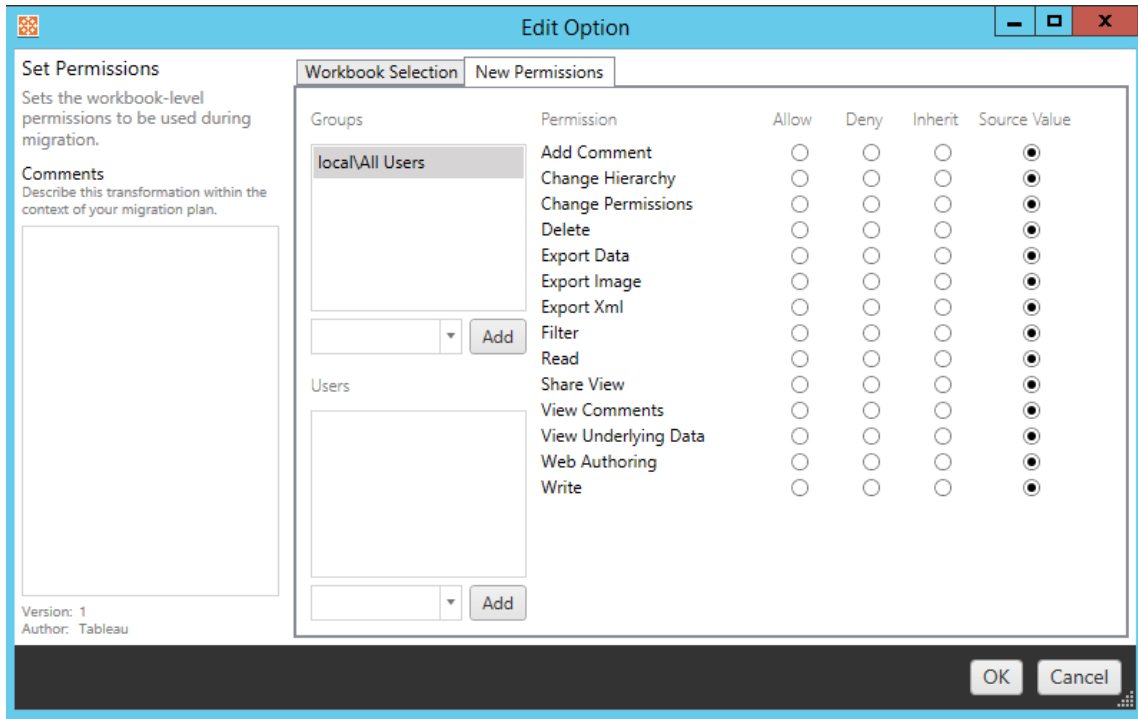 Edit Option
Set Permissions
Sets the workbook-level
permissions to be used during
migration.
Comments
Describe this transformation within the
context of your migration plan.
Version: 1
Author: Tableau
Workbook Selection
New Permissions
Groups
local\All Users
Add
Users
Add
Permission Allow Deny Inherit Source Value
Add Comment
Change Hierarchy
Change Permissions
Delete
Export Data
Export Image
Export Xml
Filter
Read
Share View
View Comments
View Underlying Data
Web Authoring
Write
OK
Cancel